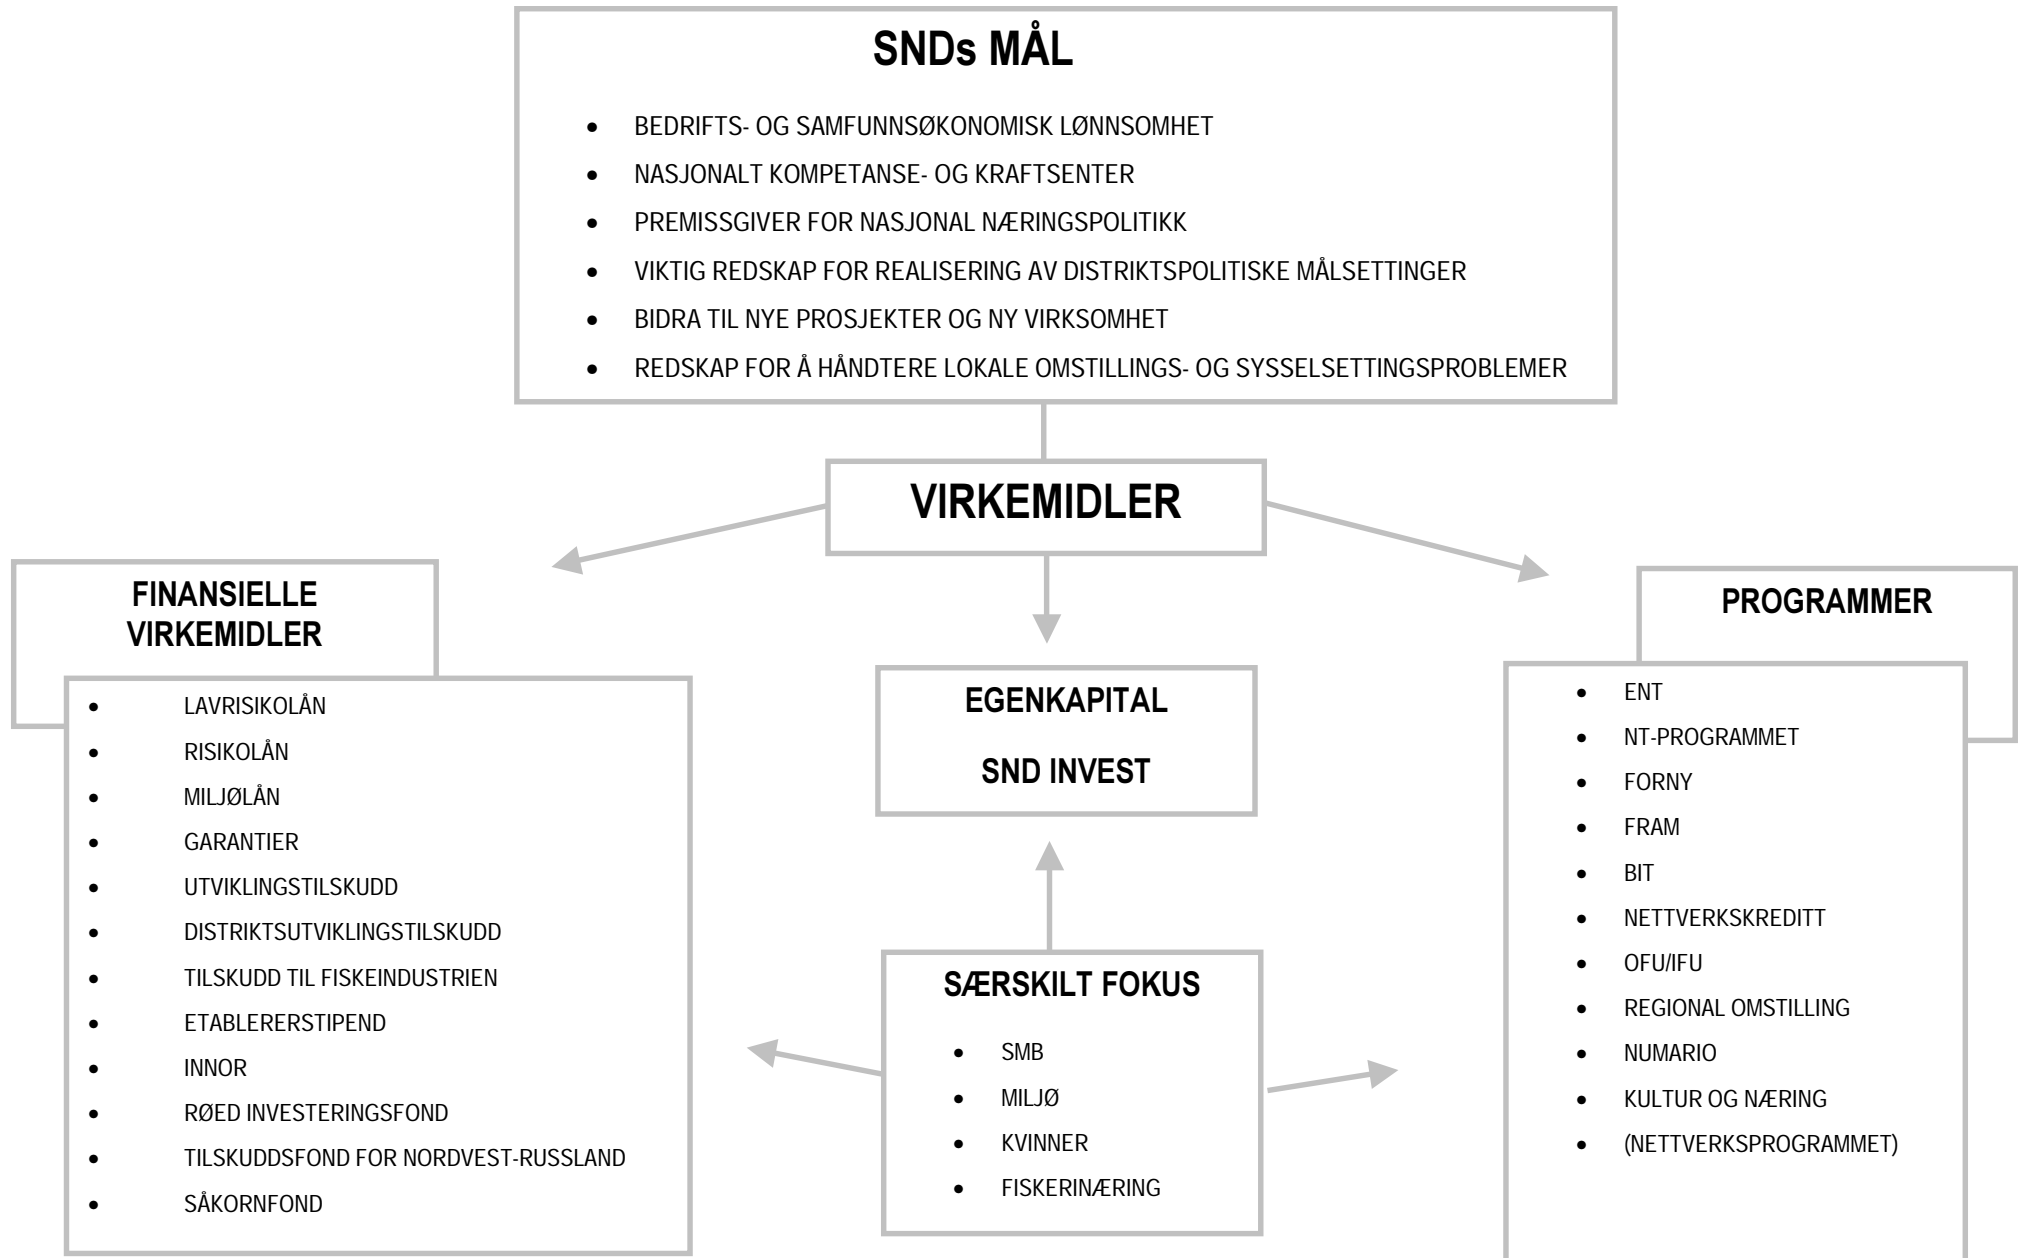 SNDs MÅL
• BEDRIFTS- OG SAMFUNNSØKONOMISK LØNNSOMHET
• NASJONALT KOMPETANSE- OG KRAFTSENTER
• PREMISSGIVER FOR NASJONAL NÆRINGSPOLITIKK
• VIKTIG REDSKAP FOR REALISERING AV DISTRIKTSPOLITISKE MÅLSETTINGER
• BIDRA TIL NYE PROSJEKTER OG NY VIRKSOMHET
• REDSKAP FOR Å HÅNDTERE LOKALE OMSTILLINGS- OG SYSSELSETTINGSPROBLEMER
VIRKEMIDLER
FINANSIELLE
VIRKEMIDLER
• LAVRISIKOLÅN
• RISIKOLÅN
• MILJØLÅN
• GARANTIER
• UTVIKLINGSTILSKUDD
• DISTRIKTSUTVIKLINGSTILSKUDD
• TILSKUDD TIL FISKEINDUSTRIEN
• ETABLERERSTIPEND
• INNOR
• RØED INVESTERINGSFOND
• TILSKUDDSFOND FOR NORDVEST-RUSSLAND
• SÅKORNFOND
EGENKAPITAL
SND INVEST
SÆRSKILT FOKUS
• SMB
• MILJØ
• KVINNER
• FISKERINÆRING
PROGRAMMER
• ENT
• NT-PROGRAMMET
• FORNY
• FRAM
• BIT
• NETTVERKSKREDITT
• OFU/IFU
• REGIONAL OMSTILLING
• NUMARIO
• KULTUR OG NÆRING
• (NETTVERKSPROGRAMMET)